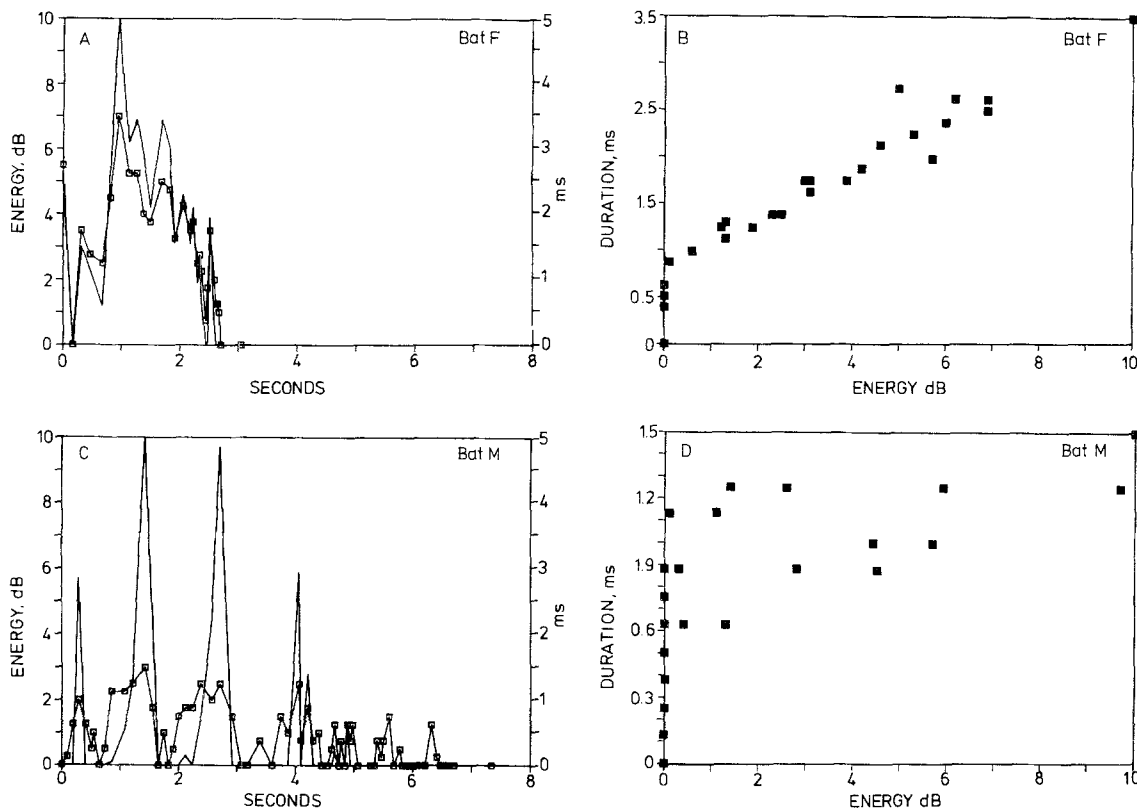 A
Bat F
ENERGY, dB
10
8
6
4
2
0
5
4
3
2
1
0
ms
0 2 4 6 8
SECONDS
B
Bat F
DURATION, ms
3.5
2.5
1.5
0.5
0
0 2 4 6 8 10
ENERGY dB
C
Bat M
ENERGY, dB
10
8
6
4
2
0
5
4
3
2
1
0
ms
0 2 4 6 8
SECONDS
D
Bat M
DURATION, ms
1.5
1.2
1.9
0.6
0.3
0
0 2 4 6 8 10
ENERGY dB